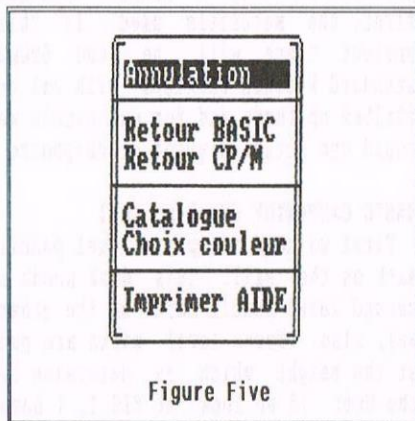 Annulation
Retour BASIC
Retour CP/M
Catalogue
Choix couleur
Imprimer AIDE
Figure Five